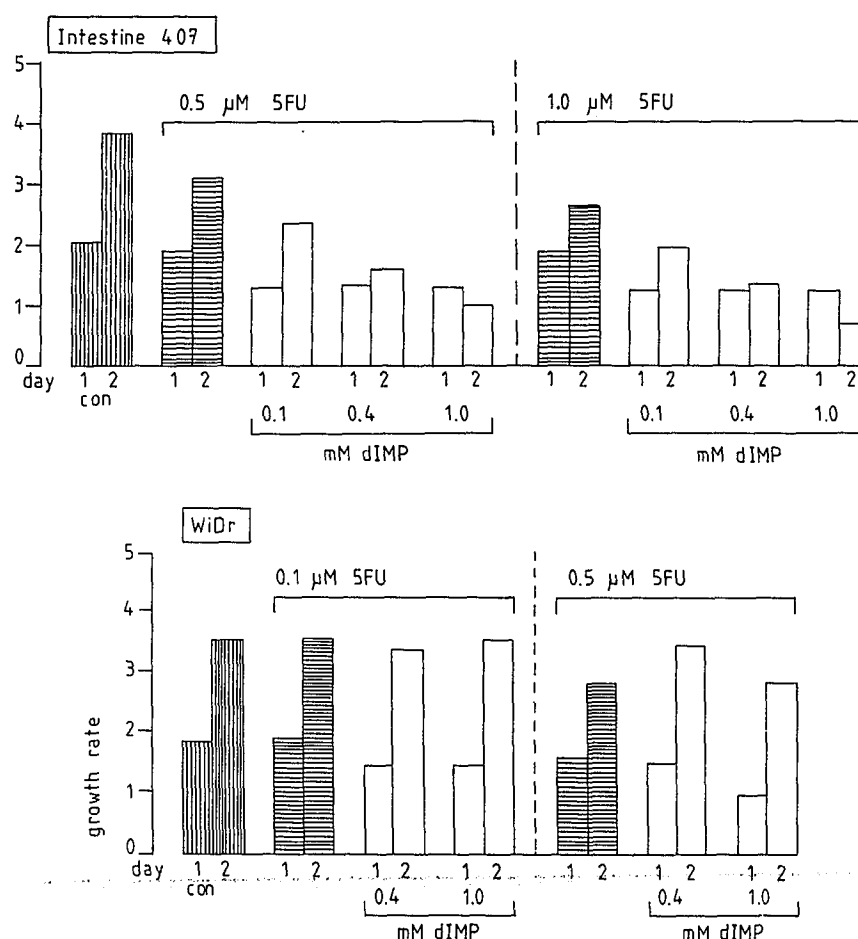 Intestine 407
5
0.5 µM 5FU
1.0 µM 5FU
4
3
2
1
0
day 1 2 1 2 1 2 1 2 1 2 1 2 1 2 1 2 1 2
con
0.1 0.4 1.0 0.1 0.4 1.0
mM dIMP mM dIMP
WiDr
5
0.1 µM 5FU
0.5 µM 5FU
4
3
2
1
0
growth rate
day 1 2 1 2 1 2 1 2 1 2 1 2 1 2
con
0.4 1.0 0.4 1.0
mM dIMP mM dIMP